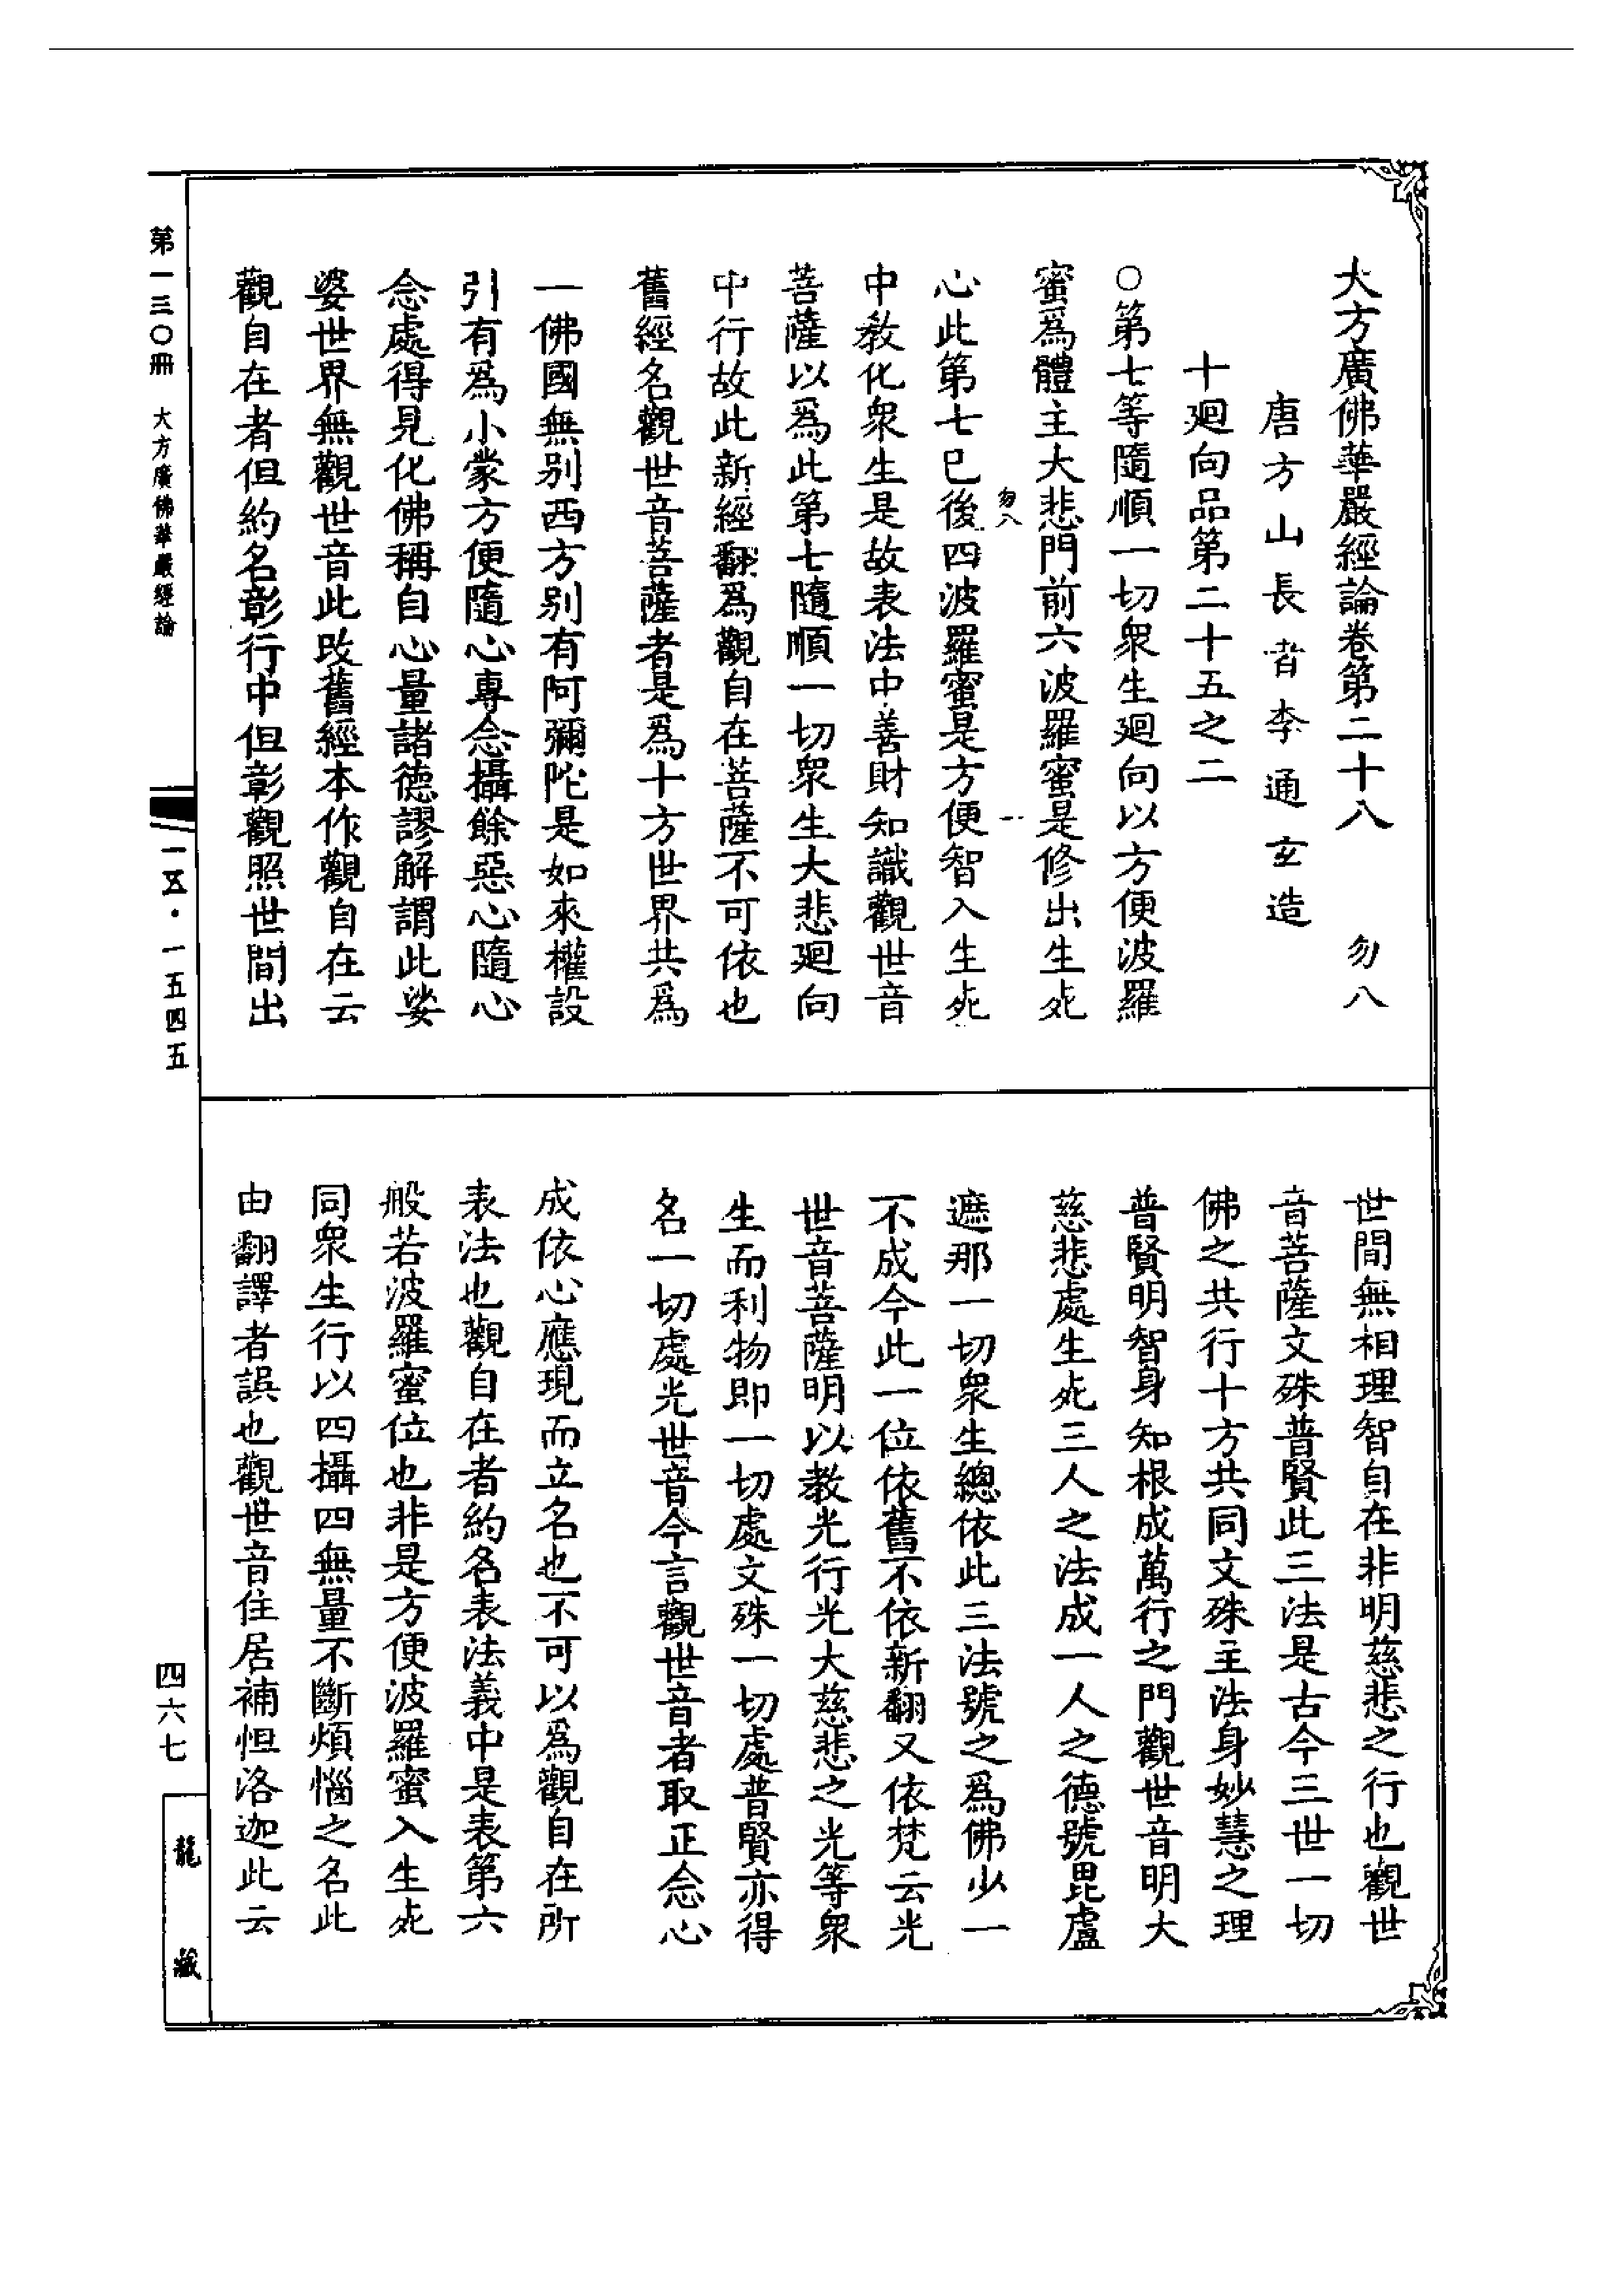 大方廣佛華嚴經論卷第二十八 勿八
唐方山長者李通玄造
十廻向品第二十五之二
○第七等隨順一切衆生廻向以方便波羅
蜜爲體主大悲門前六波羅蜜是修出生死
勿八 一
心此第七已後四波羅蜜是方便智入生死
中教化衆生是故表法中善財知識觀世音
菩薩以爲此第七隨順一切衆生大悲廻向
中行故此新經翻爲觀自在菩薩不可依也
舊經名觀世音菩薩者是爲十方世界共爲
一佛國無别西方别有阿彌陀是如來權設
引有爲小蒙方便隨心專念攝餘惡心隨心
念處得見化佛稱自心量諸德謬解謂此娑
婆世界無觀世音此改舊經本作觀自在云
觀自在者但約名彰行中但彰觀照世間出
世間無相理智自在非明慈悲之行也觀世
音菩薩文殊普賢此三法是古今三世一切
佛之共行十方共同文殊主法身妙慧之理
普賢明智身知根成萬行之門觀世音明大
慈悲處生死三人之法成一人之德號毘盧
遮那一切衆生總依此三法號之爲佛少一
不成今此一位依舊不依新翻又依梵云光
世音菩薩明以教光行光大慈悲之光等衆
生而利物即一切處文殊一切處普賢亦得
名一切處光世音今言觀世音者取正念心
成依心應現而立名也不可以爲觀自在所
表法也觀自在者約名表法義中是表第六
般若波羅蜜位也非是方便波羅蜜入生死
同衆生行以四攝四無量不斷煩惱之名此
由翻譯者誤也觀世音住居補怛洛迦此云
第一三〇冊 大方廣佛華嚴經論
一五·一五四五
四六七
龍藏